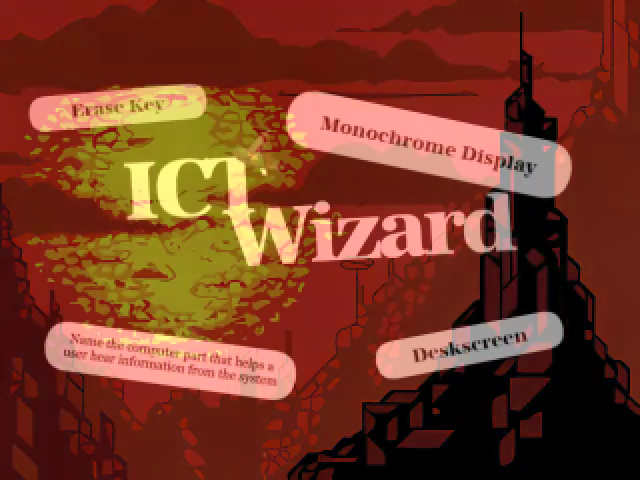 Erase Key
Monochrome Display
ICT
Wizard
Name the computer part that helps a
user hear information from the system
Deskscreen